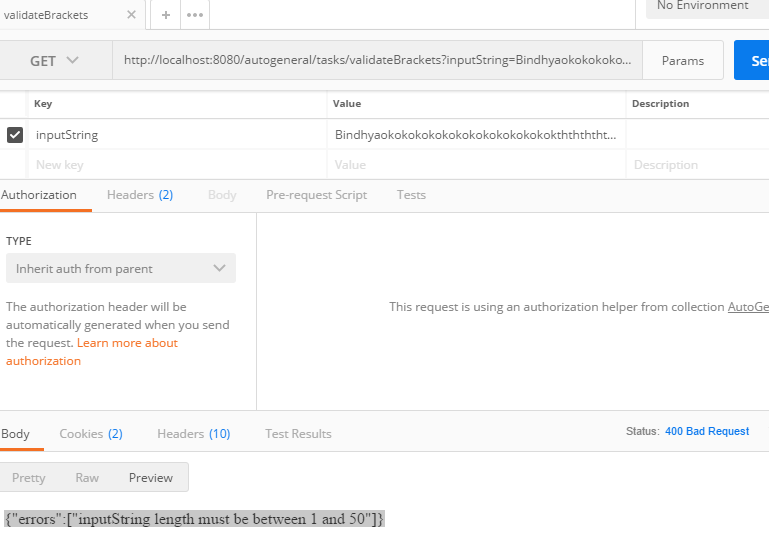 validateBrackets × + •••
No Environment
GET http://localhost:8080/autogeneral/tasks/validateBrackets?inputString=Bindhyaokokokoko... Params Se
Key Value Description
inputString Bindhyaokokokokokokokokokokokokokththththt...
New key Value Description
Authorization Headers (2) Body Pre-request Script Tests
TYPE
Inherit auth from parent
The authorization header will be
automatically generated when you send
the request. Learn more about
authorization
This request is using an authorization helper from collection AutoGe
Body Cookies (2) Headers (10) Test Results Status: 400 Bad Request
Pretty Raw Preview
{"errors":["inputString length must be between 1 and 50"]}